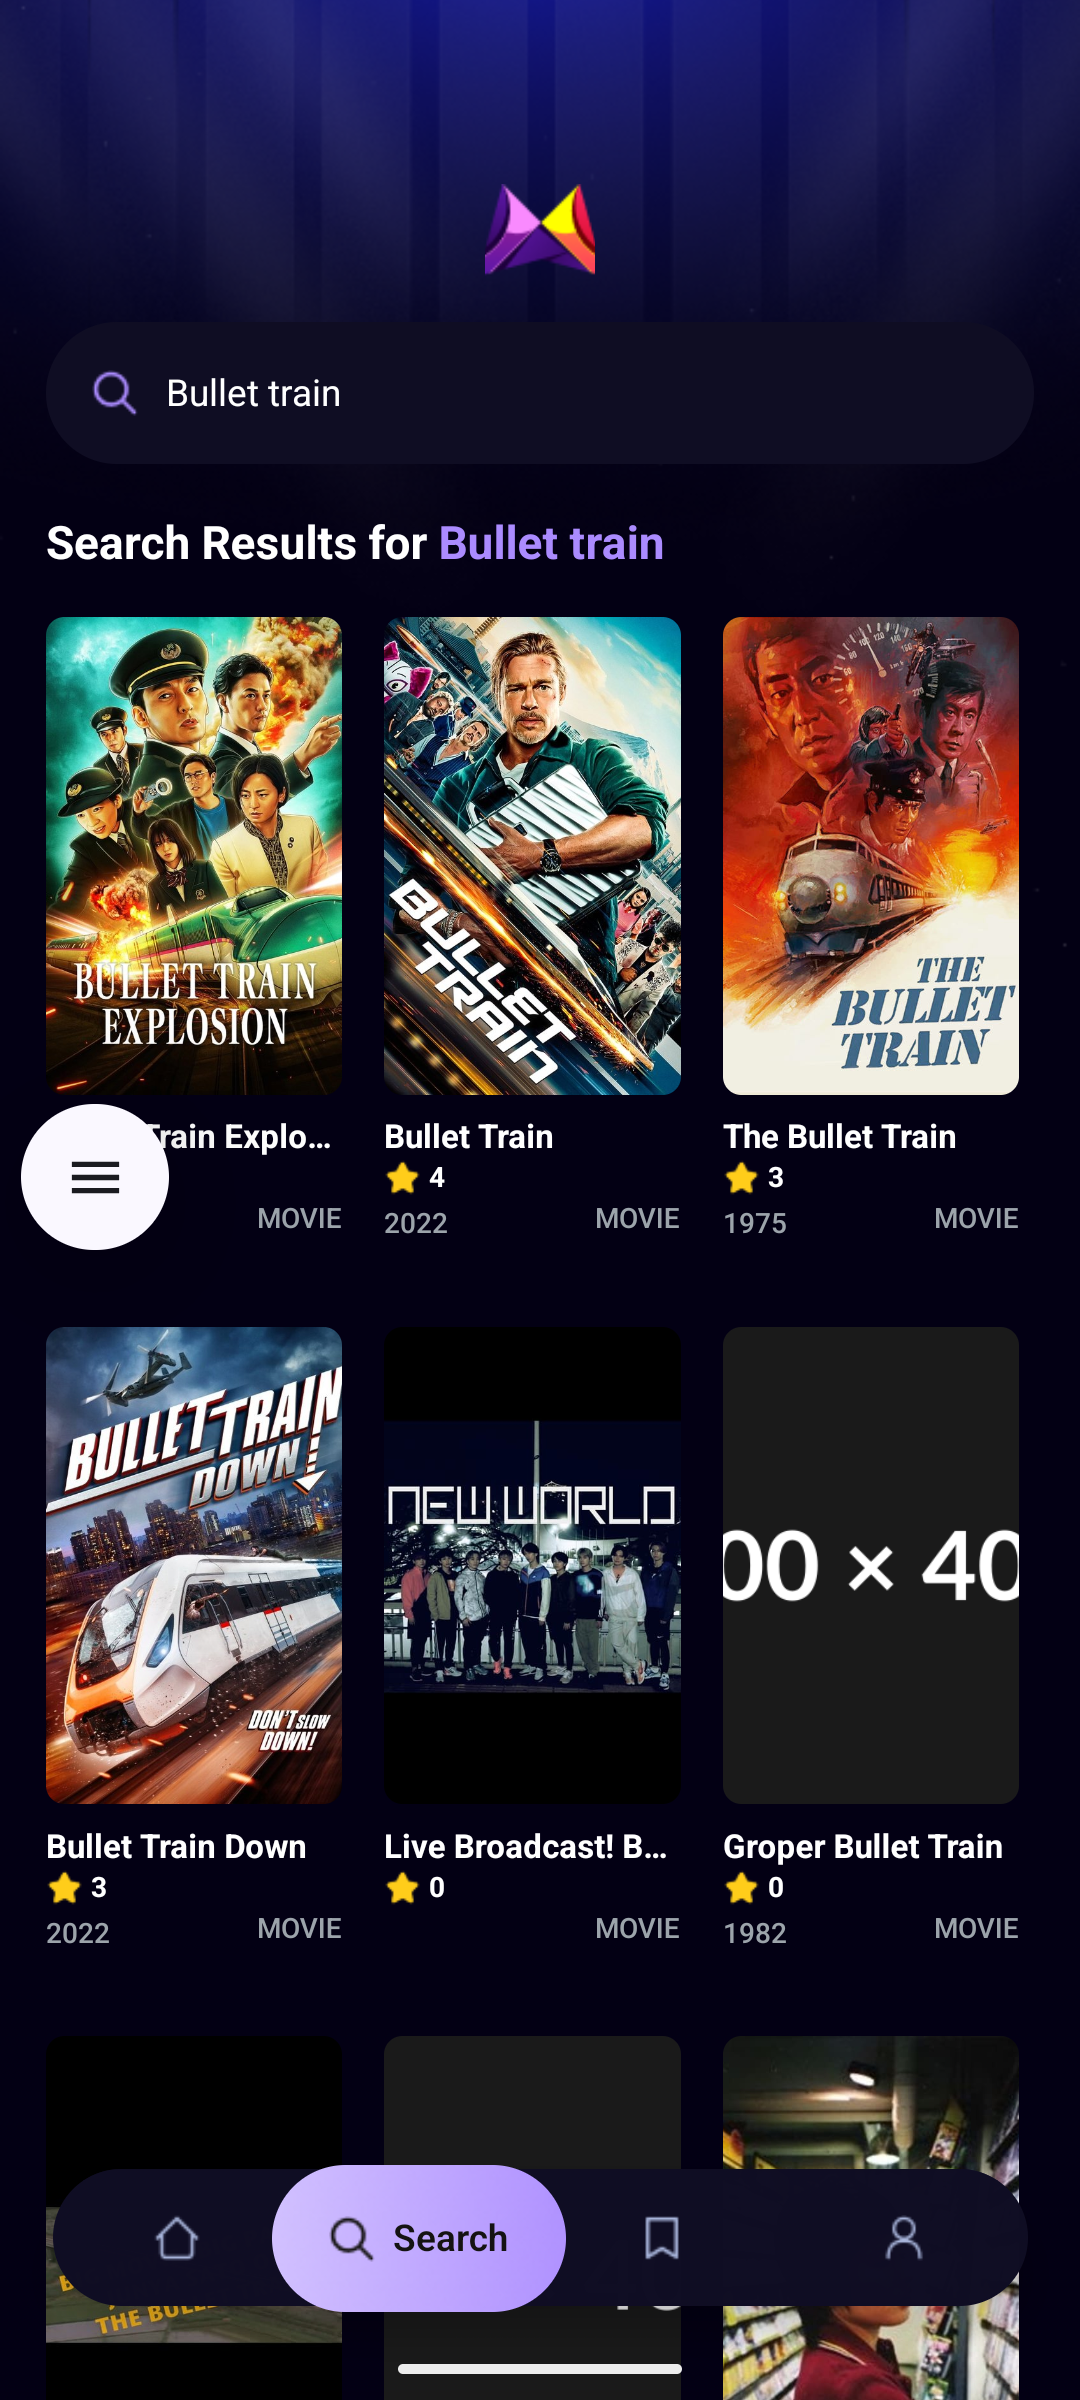 Bullet train
Search Results for Bullet train
BULLET TRAIN
EXPLOSION
BULLET
TRAIN
THE
BULLET
TRAIN
Train Explo...
MOVIE
Bullet Train
4
2022 MOVIE
The Bullet Train
3
1975 MOVIE
BULLET TRAIN
DOWN!
DON'T SLOW
DOWN!
NEW WORLD
00 × 40
Bullet Train Down
3
2022 MOVIE
Live Broadcast! B...
0
MOVIE
Groper Bullet Train
0
1982 MOVIE
Search
THE